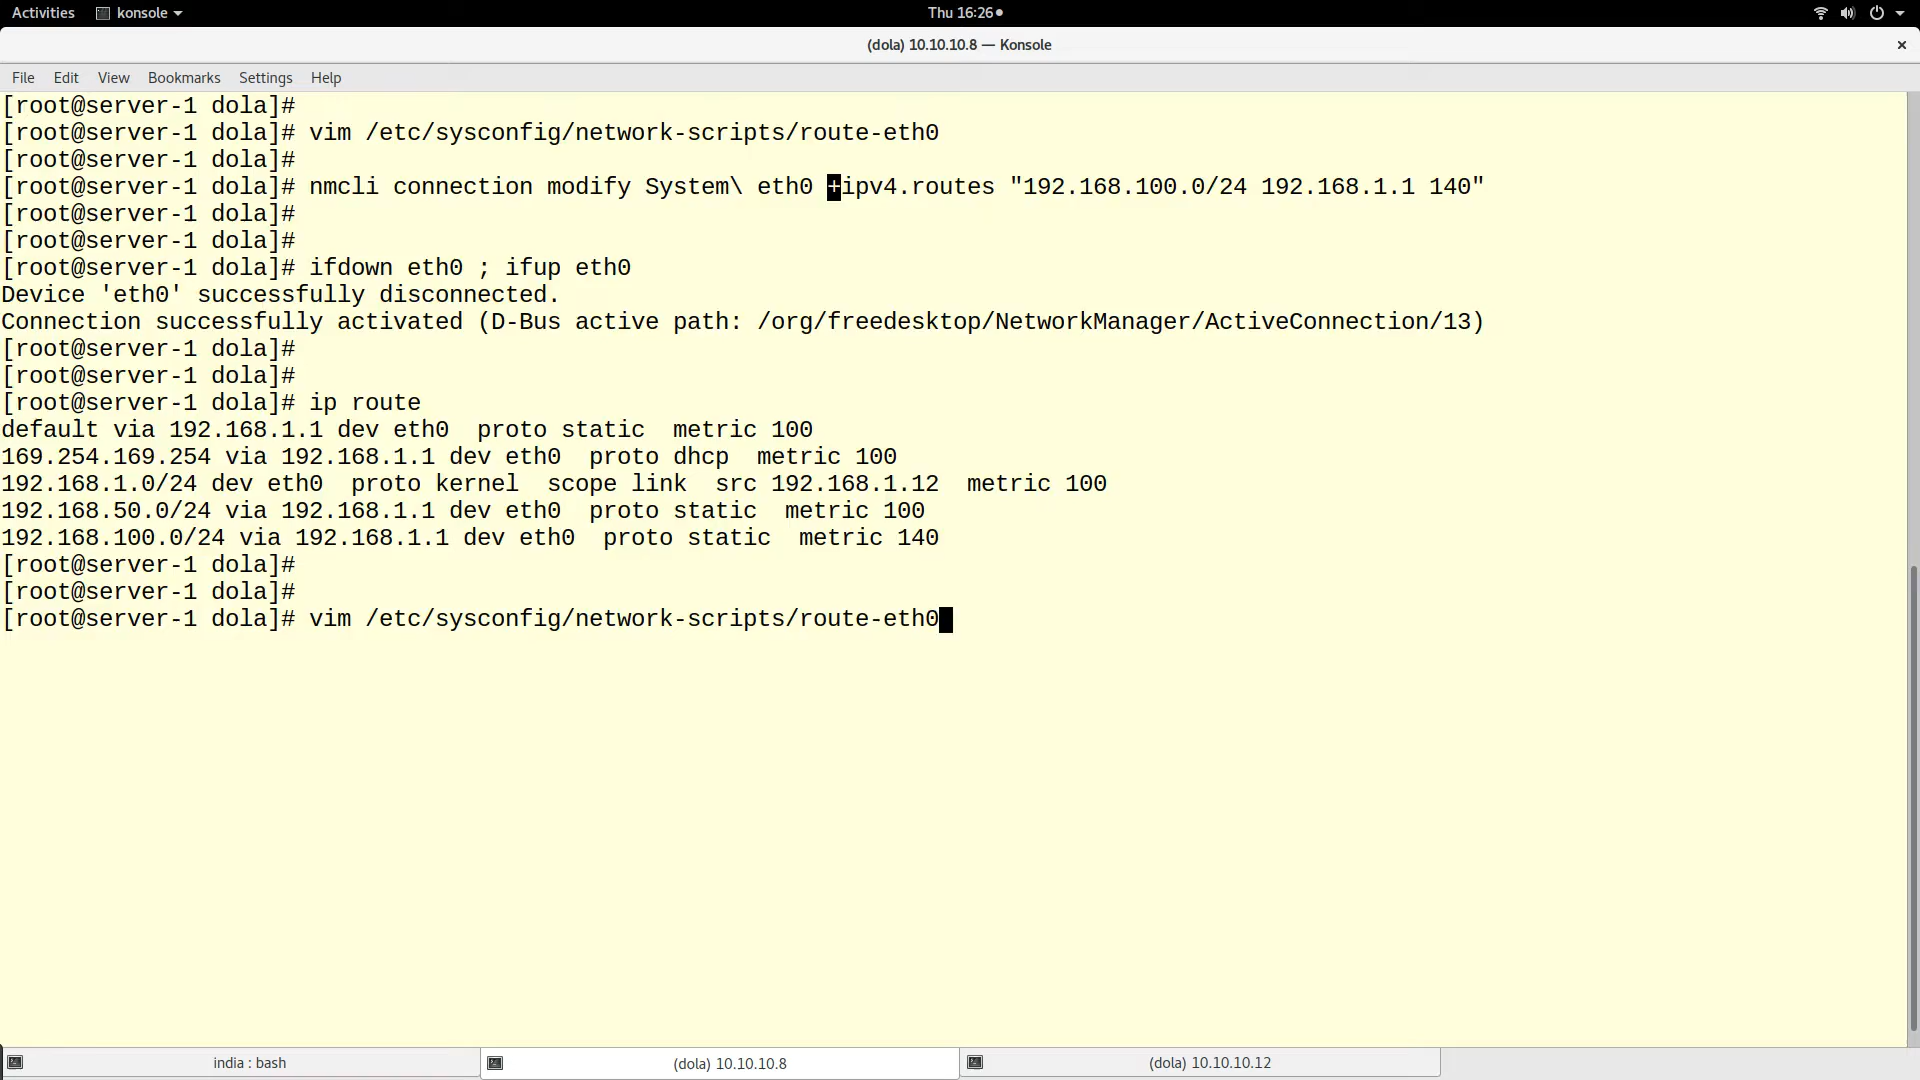 Activities konsole Thu 16:26
(dola) 10.10.10.8 — Konsole
File Edit View Bookmarks Settings Help
[root@server-1 dola]#
[root@server-1 dola]# vim /etc/sysconfig/network-scripts/route-eth0
[root@server-1 dola]#
[root@server-1 dola]# nmcli connection modify System\ eth0 +ipv4.routes "192.168.100.0/24 192.168.1.1 140"
[root@server-1 dola]#
[root@server-1 dola]#
[root@server-1 dola]# ifdown eth0 ; ifup eth0
Device 'eth0' successfully disconnected.
Connection successfully activated (D-Bus active path: /org/freedesktop/NetworkManager/ActiveConnection/13)
[root@server-1 dola]#
[root@server-1 dola]#
[root@server-1 dola]# ip route
default via 192.168.1.1 dev eth0  proto static  metric 100
169.254.169.254 via 192.168.1.1 dev eth0  proto dhcp  metric 100
192.168.1.0/24 dev eth0  proto kernel  scope link  src 192.168.1.12  metric 100
192.168.50.0/24 via 192.168.1.1 dev eth0  proto static  metric 100
192.168.100.0/24 via 192.168.1.1 dev eth0  proto static  metric 140
[root@server-1 dola]#
[root@server-1 dola]#
[root@server-1 dola]# vim /etc/sysconfig/network-scripts/route-eth0
india : bash (dola) 10.10.10.8 (dola) 10.10.10.12